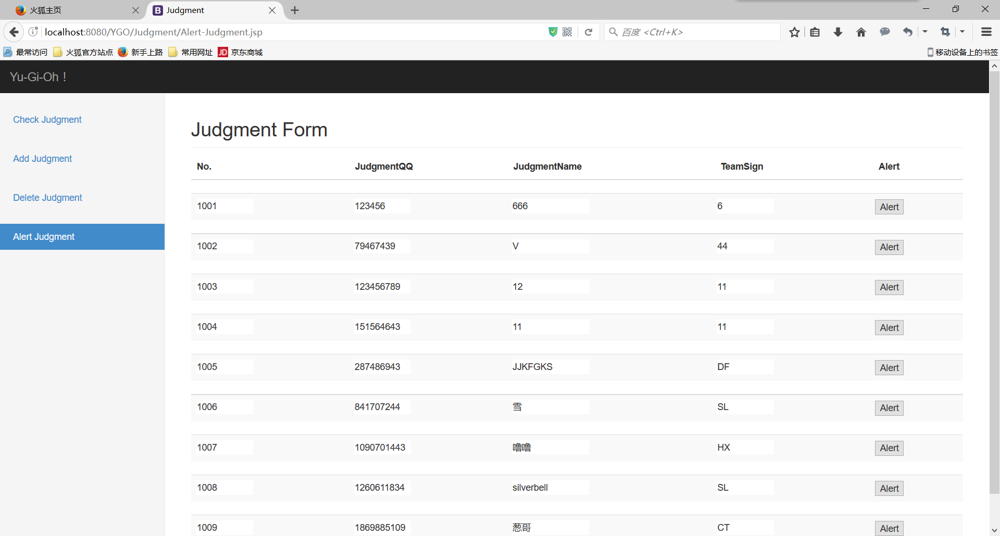 火狐主页
Judgment
localhost:8080/YGO/Judgment/Alert-Judgment.jsp
百度 <Ctrl+K>
最常访问 火狐官方站点 新手上路 常用网址 JD 京东商城 移动设备上的书签
Yu-Gi-Oh！
Check Judgment
Add Judgment
Delete Judgment
Alert Judgment
Judgment Form
No. JudgmentQQ JudgmentName TeamSign Alert
1001 123456 666 6 Alert
1002 79467439 V 44 Alert
1003 123456789 12 11 Alert
1004 151564643 11 11 Alert
1005 287486943 JJKFGKS DF Alert
1006 841707244 雪 SL Alert
1007 1090701443 噜噜 HX Alert
1008 1260611834 silverbell SL Alert
1009 1869885109 葱哥 CT Alert